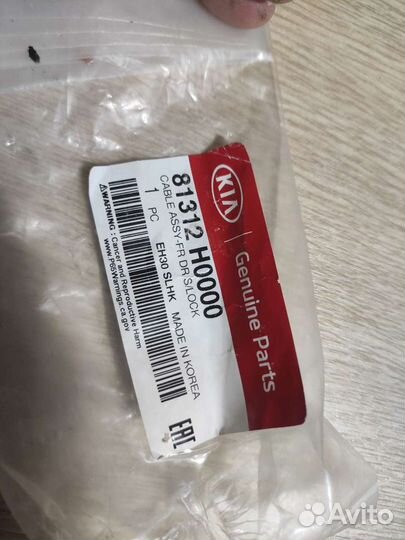 KIA
Genuine Parts
81312 H0000
CABLE ASSY-FR DR S/LOCK
1 PC
EH30 SLHK MADE IN KOREA
WARNING : Cancer and Reproductive Harm
www.P65Warnings.ca.gov
EAC
Avito